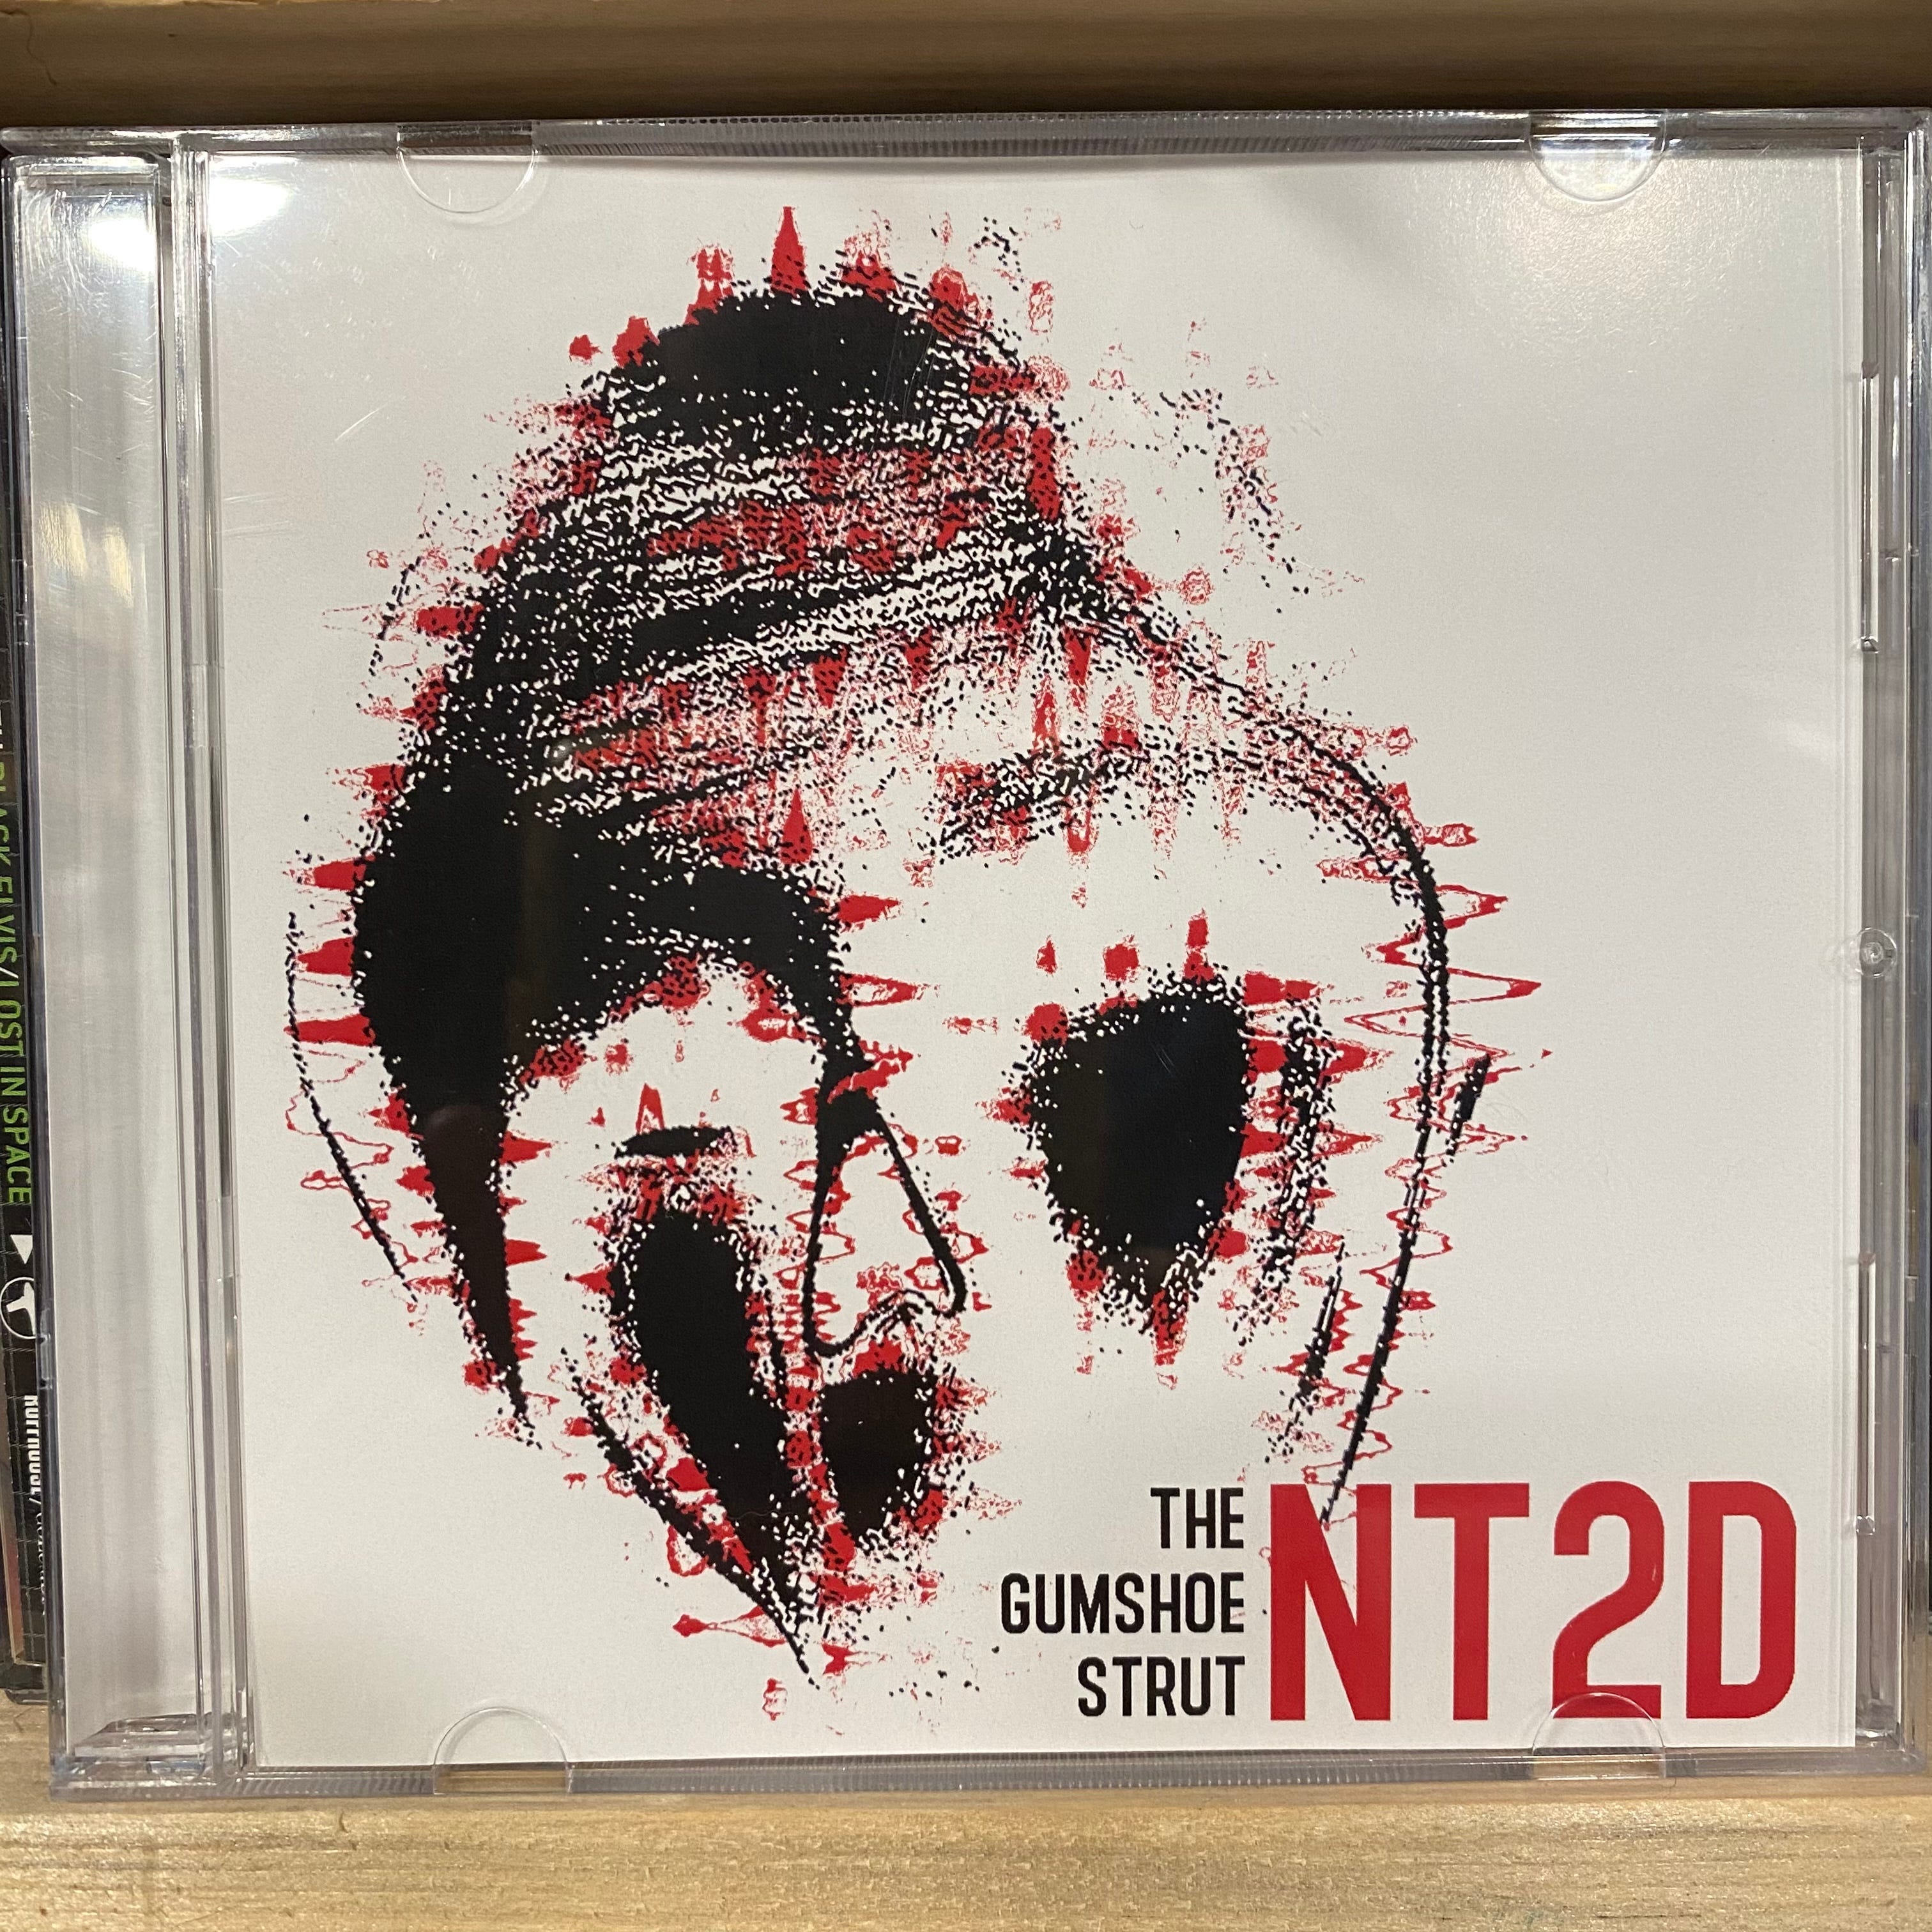 THE
GUMSHOE
STRUT
NT2D
BLACK ELVIS/LOST IN SPACE